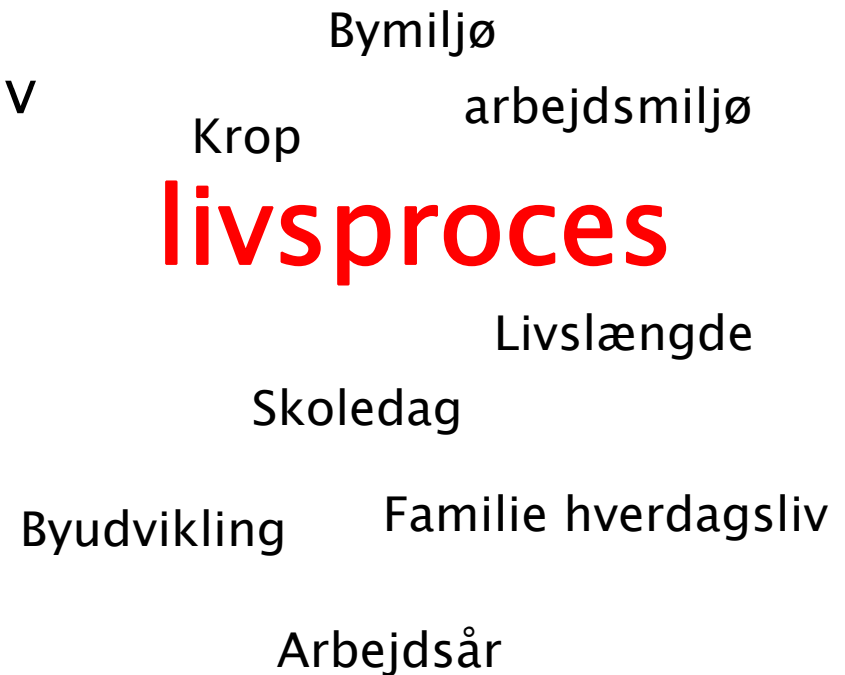 Bymiljø
v
arbejdsmiljø
Krop
livsproces
Livslængde
Skoledag
Familie hverdagsliv
Byudvikling
Arbejdsår